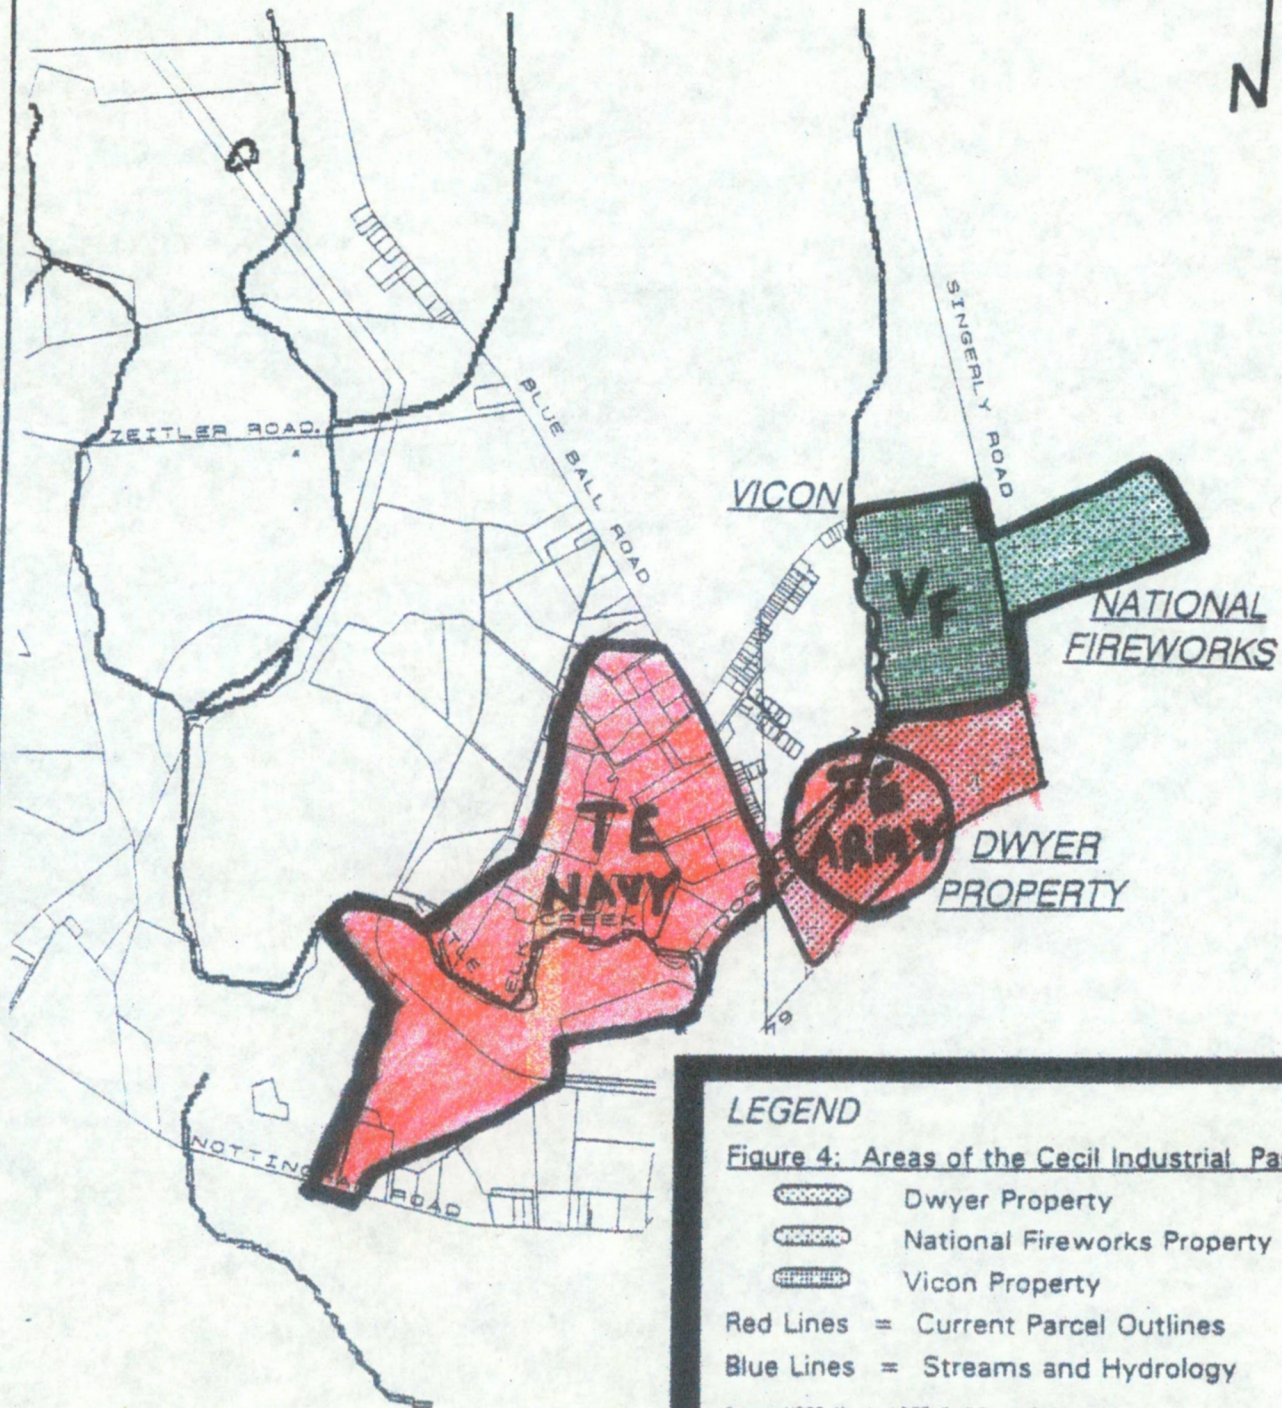 N
SINGERLY ROAD
ZEITLER ROAD.
BLUE BALL ROAD
VICON
VF
NATIONAL
FIREWORKS
TE
NAVY
TE
ARMY
DWYER
PROPERTY
ELK
CREEK
DOG
NOTTING
ROAD
LEGEND
Figure 4: Areas of the Cecil Industrial
Dwyer Property
National Fireworks Property
Vicon Property
Red Lines = Current Parcel Outlines
Blue Lines = Streams and Hydrology